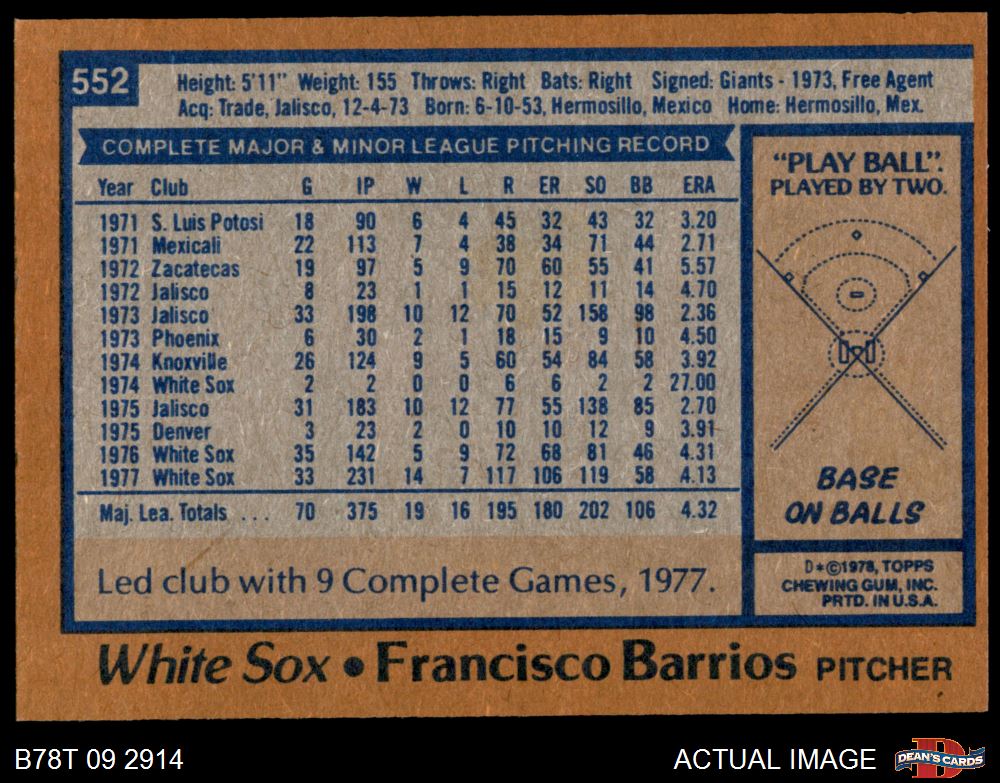 552
Height: 5'11" Weight: 155 Throws: Right Bats: Right Signed: Giants - 1973, Free Agent
Acq: Trade, Jalisco, 12-4-73 Born: 6-10-53, Hermosillo, Mexico Home: Hermosillo, Mex.
COMPLETE MAJOR & MINOR LEAGUE PITCHING RECORD
Year Club G IP W L R ER SO BB ERA
1971 S. Luis Potosi 18 90 6 4 45 32 43 32 3.20
1971 Mexicali 22 113 7 4 38 34 71 44 2.71
1972 Zacatecas 19 97 5 9 70 60 55 41 5.57
1972 Jalisco 8 23 1 1 15 12 11 14 4.70
1973 Jalisco 33 198 10 12 70 52 158 98 2.36
1973 Phoenix 6 30 2 1 18 15 9 10 4.50
1974 Knoxville 26 124 9 5 60 54 84 58 3.92
1974 White Sox 2 2 0 0 6 6 2 2 27.00
1975 Jalisco 31 183 10 12 77 55 138 85 2.70
1975 Denver 3 23 2 0 10 10 12 9 3.91
1976 White Sox 35 142 5 9 72 68 81 46 4.31
1977 White Sox 33 231 14 7 117 106 119 58 4.13
Maj. Lea. Totals ... 70 375 19 16 195 180 202 106 4.32
Led club with 9 Complete Games, 1977.
"PLAY BALL".
PLAYED BY TWO.
BASE
ON BALLS
D*©1978, TOPPS
CHEWING GUM, INC.
PRTD. IN U.S.A.
White Sox • Francisco Barrios PITCHER
B78T 09 2914
ACTUAL IMAGE
D
DEAN'S CARDS